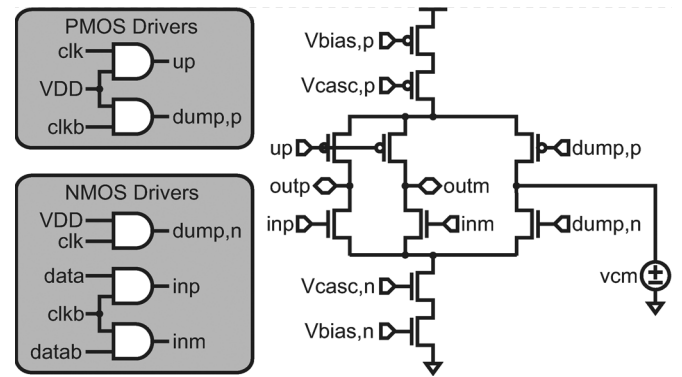 PMOS Drivers
clk
up
VDD
clkb
dump,p
NMOS Drivers
VDD
clk
dump,n
data
inp
clkb
datab
inm
Vbias,p
Vcasc,p
up
dump,p
outp
outm
inp
inm
dump,n
Vcasc,n
vcm
Vbias,n